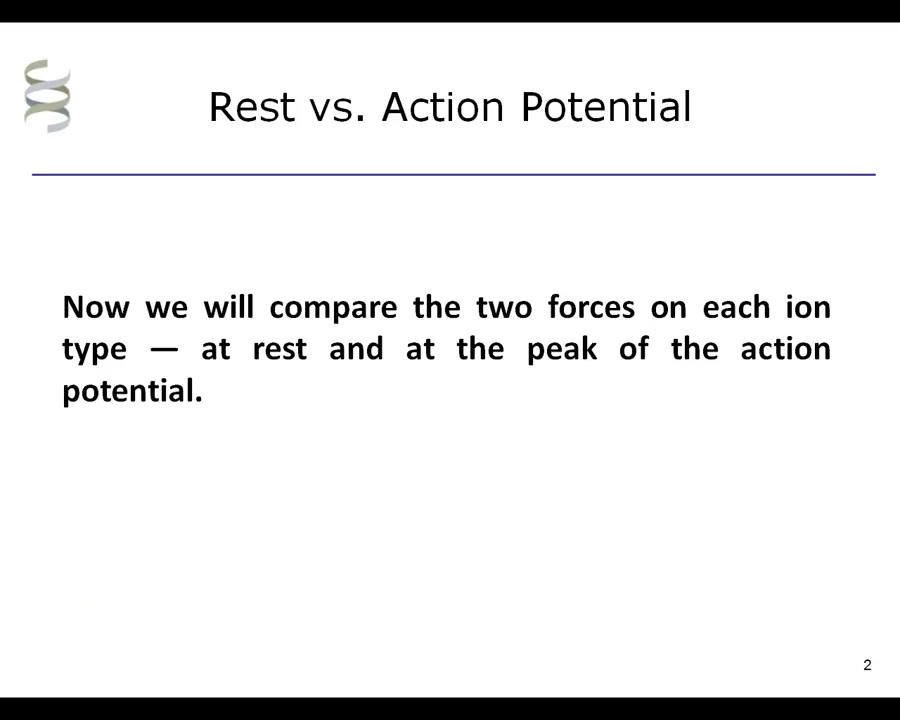 Rest vs. Action Potential
Now we will compare the two forces on each ion
type — at rest and at the peak of the action
potential.
2